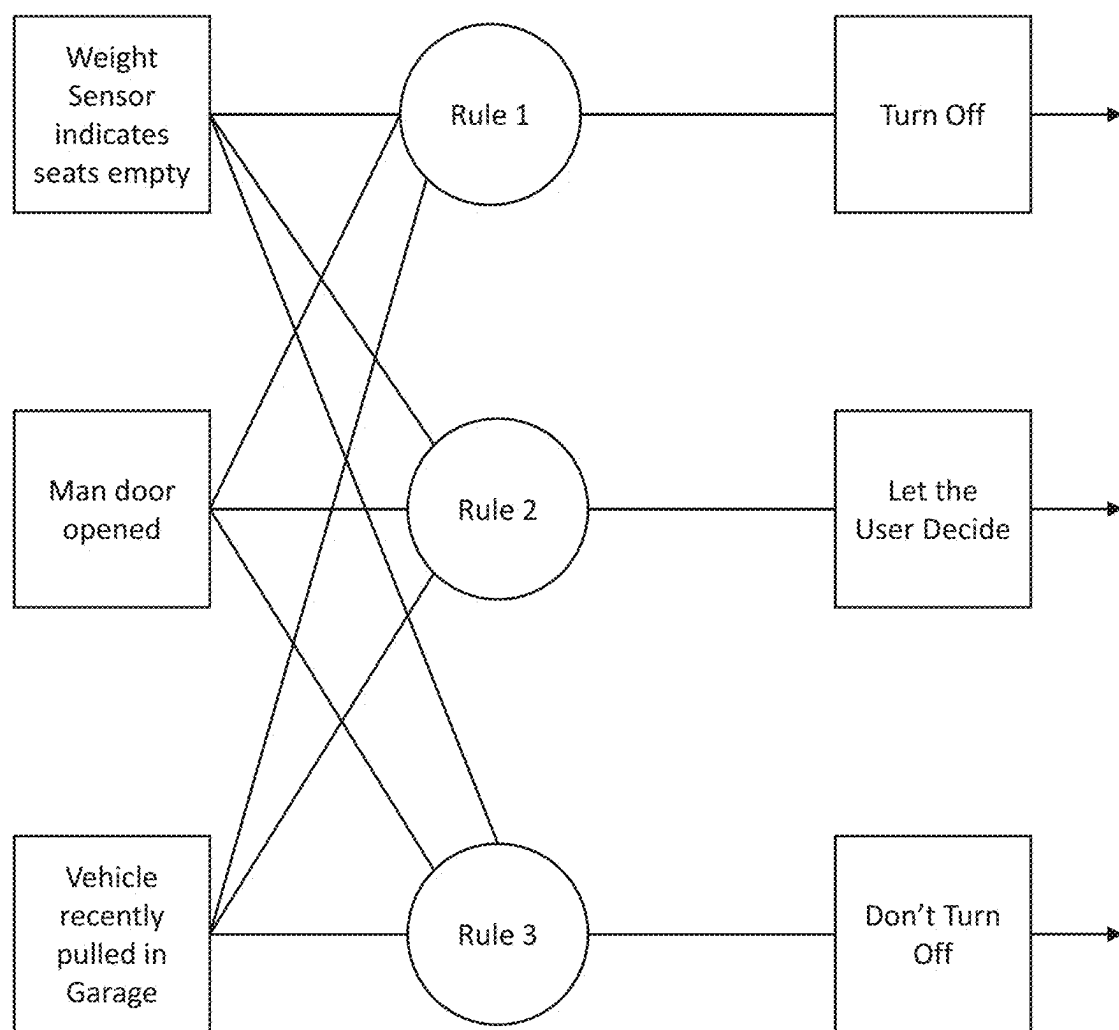 Weight
Sensor
indicates
seats empty
Rule 1
Turn Off
Man door
opened
Rule 2
Let the
User Decide
Vehicle
recently
pulled in
Garage
Rule 3
Don't Turn
Off